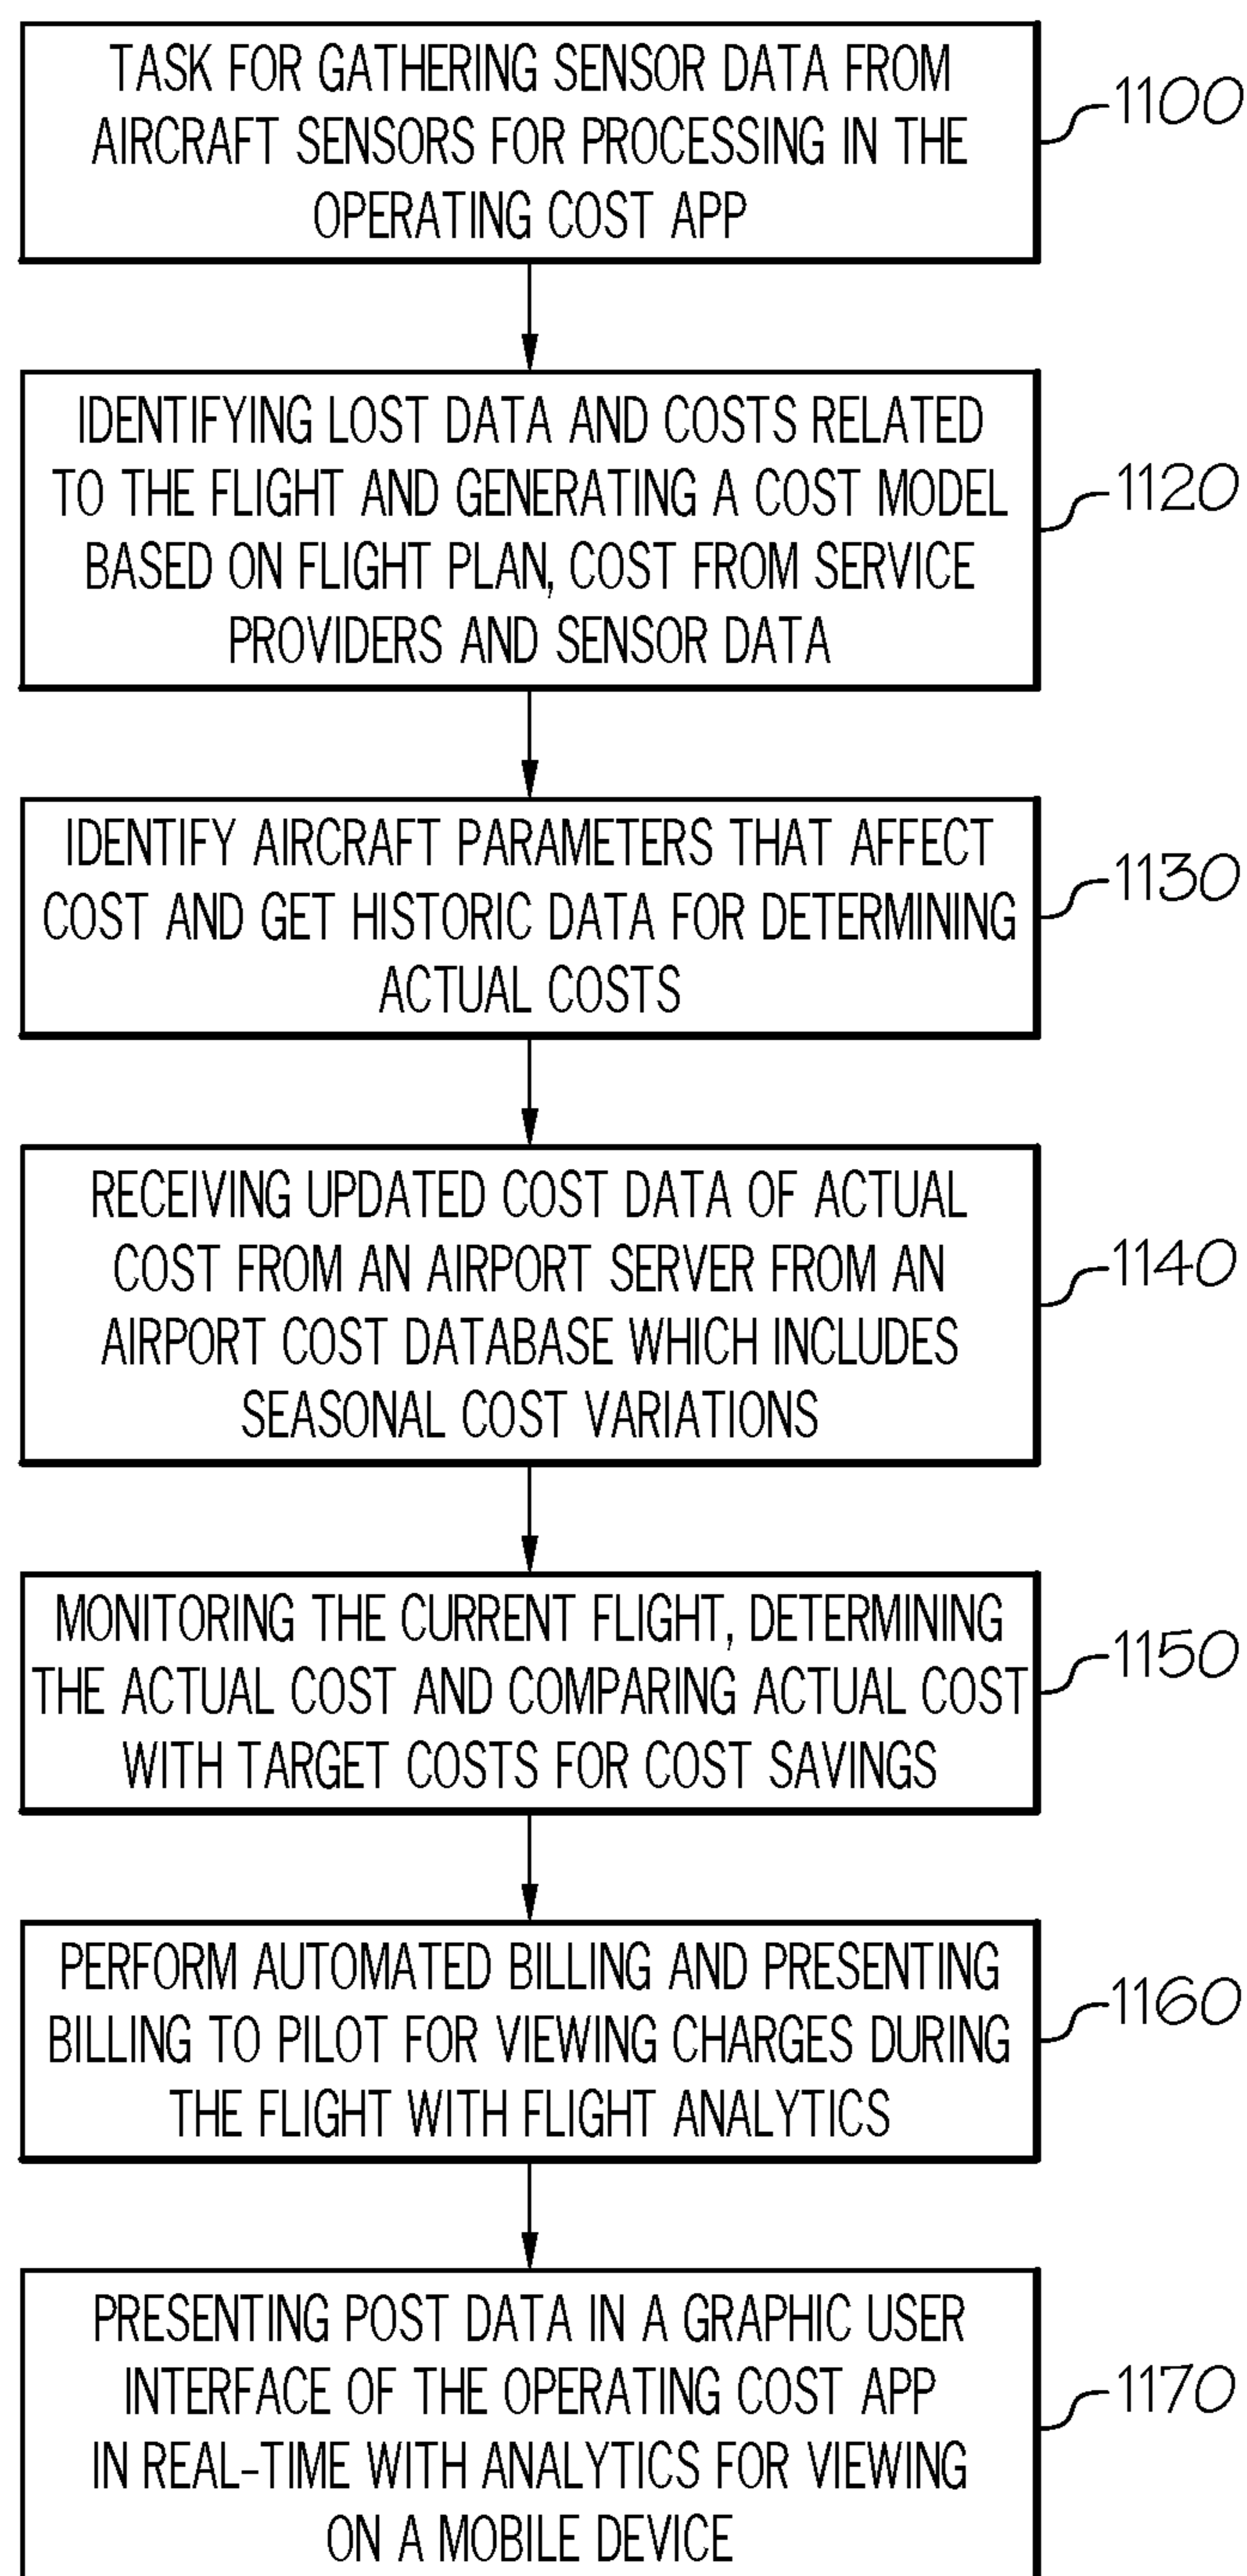 TASK FOR GATHERING SENSOR DATA FROM
AIRCRAFT SENSORS FOR PROCESSING IN THE
OPERATING COST APP
1100
IDENTIFYING LOST DATA AND COSTS RELATED
TO THE FLIGHT AND GENERATING A COST MODEL
BASED ON FLIGHT PLAN, COST FROM SERVICE
PROVIDERS AND SENSOR DATA
1120
IDENTIFY AIRCRAFT PARAMETERS THAT AFFECT
COST AND GET HISTORIC DATA FOR DETERMINING
ACTUAL COSTS
1130
RECEIVING UPDATED COST DATA OF ACTUAL
COST FROM AN AIRPORT SERVER FROM AN
AIRPORT COST DATABASE WHICH INCLUDES
SEASONAL COST VARIATIONS
1140
MONITORING THE CURRENT FLIGHT, DETERMINING
THE ACTUAL COST AND COMPARING ACTUAL COST
WITH TARGET COSTS FOR COST SAVINGS
1150
PERFORM AUTOMATED BILLING AND PRESENTING
BILLING TO PILOT FOR VIEWING CHARGES DURING
THE FLIGHT WITH FLIGHT ANALYTICS
1160
PRESENTING POST DATA IN A GRAPHIC USER
INTERFACE OF THE OPERATING COST APP
IN REAL-TIME WITH ANALYTICS FOR VIEWING
ON A MOBILE DEVICE
1170